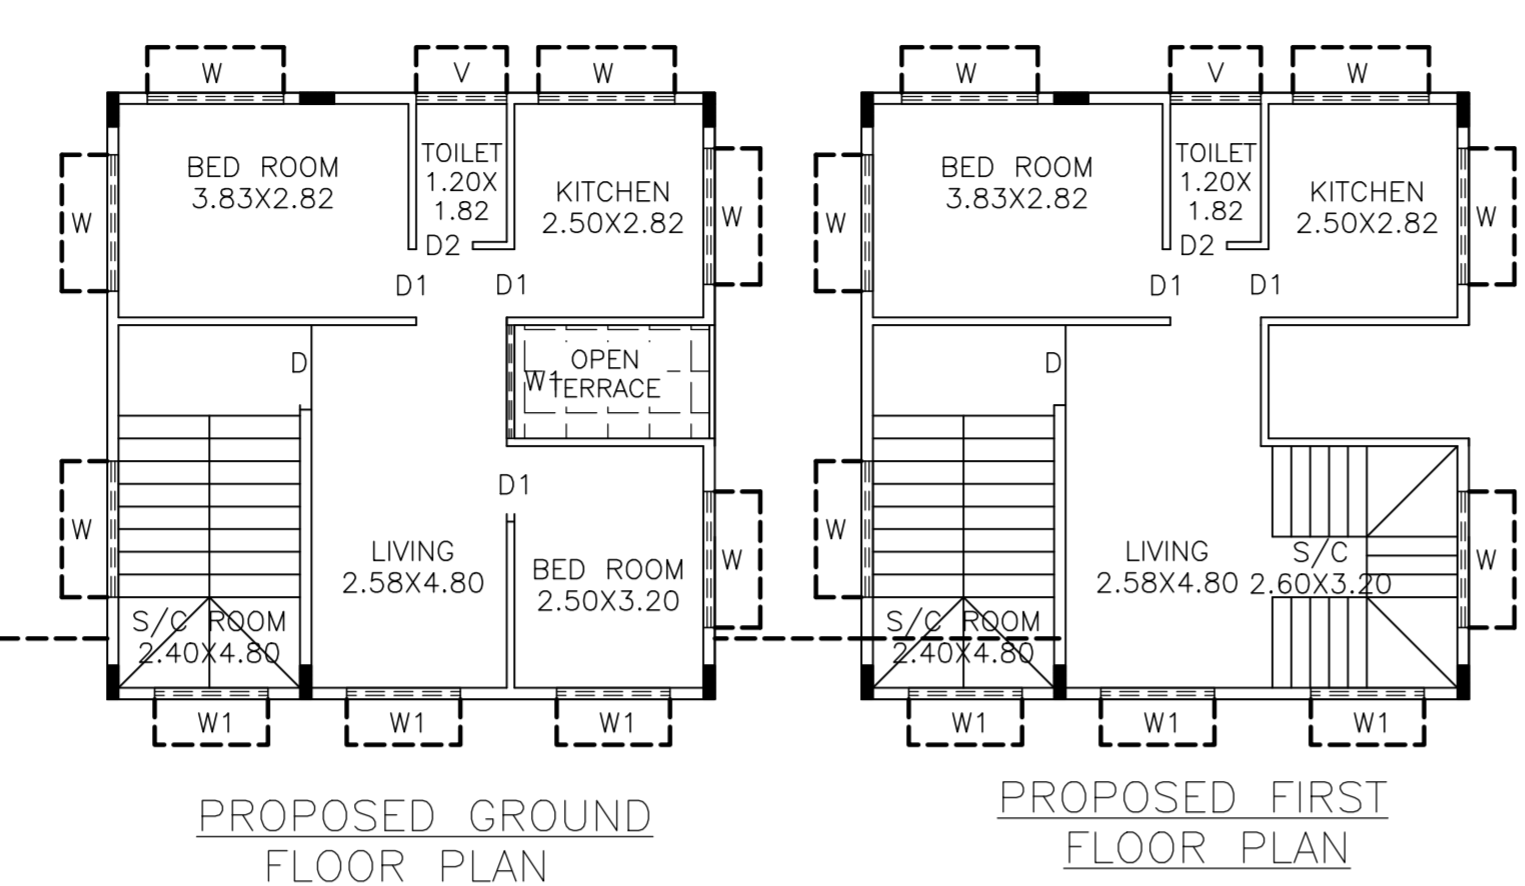 W
V
W
BED ROOM
3.83X2.82
TOILET
1.20X
1.82
KITCHEN
2.50X2.82
W
W
D2
D1
D1
D
OPEN
TERRACE
W1
D1
W
LIVING
2.58X4.80
BED ROOM
2.50X3.20
W
S/C ROOM
2.40X4.80
W1
W1
W1
PROPOSED GROUND
FLOOR PLAN
W
V
W
BED ROOM
3.83X2.82
TOILET
1.20X
1.82
KITCHEN
2.50X2.82
W
W
D2
D1
D1
D
W
LIVING
2.58X4.80
S/C
2.60X3.20
W
S/C ROOM
2.40X4.80
W1
W1
W1
PROPOSED FIRST
FLOOR PLAN